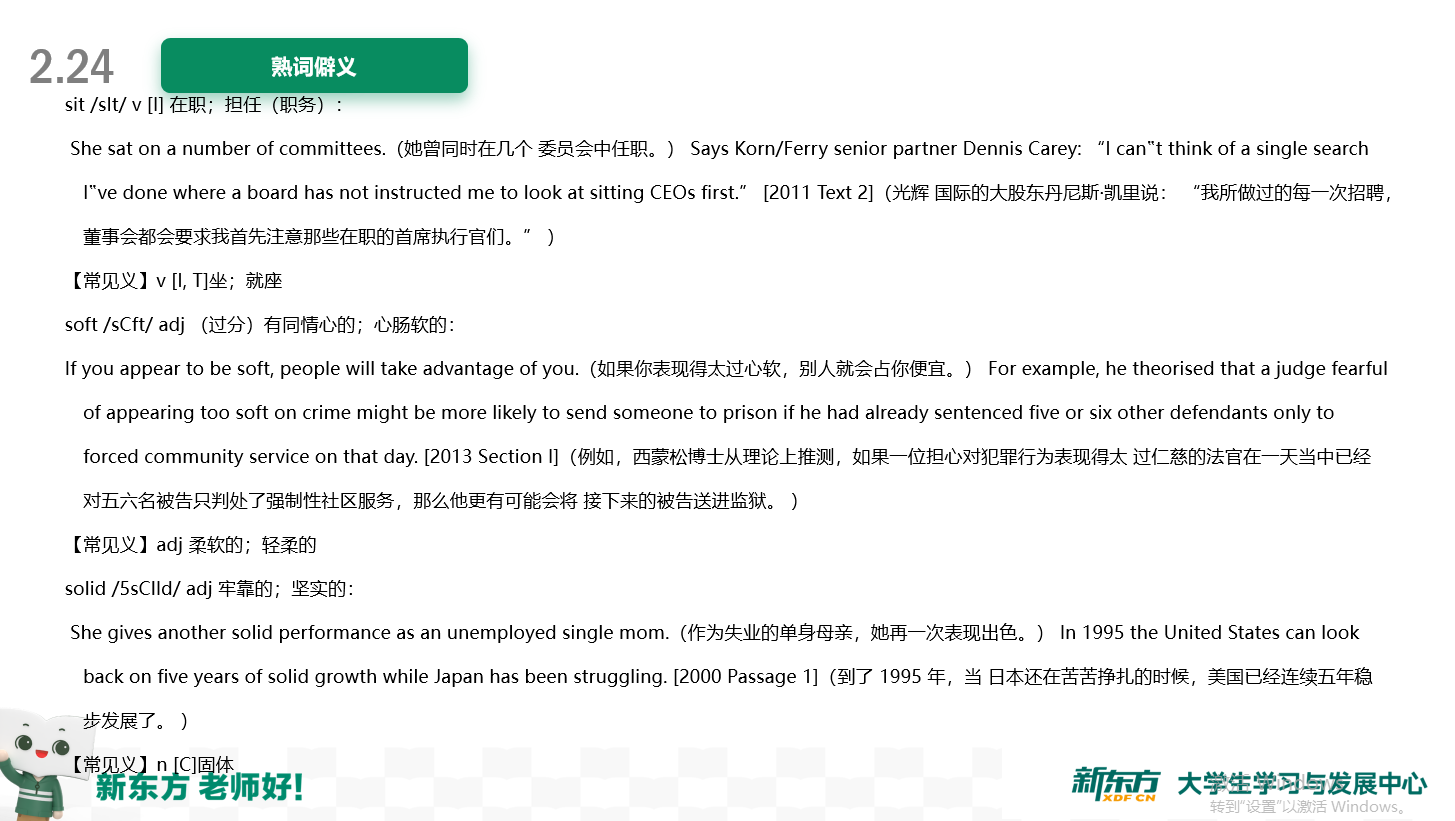 2.24
熟词僻义
sit /sIt/ v [I] 在职；担任（职务）：
She sat on a number of committees.（她曾同时在几个 委员会中任职。） Says Korn/Ferry senior partner Dennis Carey: “I can‟t think of a single search
I‟ve done where a board has not instructed me to look at sitting CEOs first.” [2011 Text 2]（光辉 国际的大股东丹尼斯·凯里说： “我所做过的每一次招聘，
董事会都会要求我首先注意那些在职的首席执行官们。” ）
【常见义】v [I, T]坐；就座
soft /sCft/ adj （过分）有同情心的；心肠软的：
If you appear to be soft, people will take advantage of you.（如果你表现得太过心软，别人就会占你便宜。） For example, he theorised that a judge fearful
of appearing too soft on crime might be more likely to send someone to prison if he had already sentenced five or six other defendants only to
forced community service on that day. [2013 Section I]（例如，西蒙松博士从理论上推测，如果一位担心对犯罪行为表现得太 过仁慈的法官在一天当中已经
对五六名被告只判处了强制性社区服务，那么他更有可能会将 接下来的被告送进监狱。 ）
【常见义】adj 柔软的；轻柔的
solid /5sClId/ adj 牢靠的；坚实的：
She gives another solid performance as an unemployed single mom.（作为失业的单身母亲，她再一次表现出色。） In 1995 the United States can look
back on five years of solid growth while Japan has been struggling. [2000 Passage 1]（到了 1995 年，当 日本还在苦苦挣扎的时候，美国已经连续五年稳
步发展了。 ）
【常见义】n [C]固体
新东方 老师好!
新东方 XDF.CN 大学生学习与发展中心
激活 Windows
转到“设置”以激活 Windows。